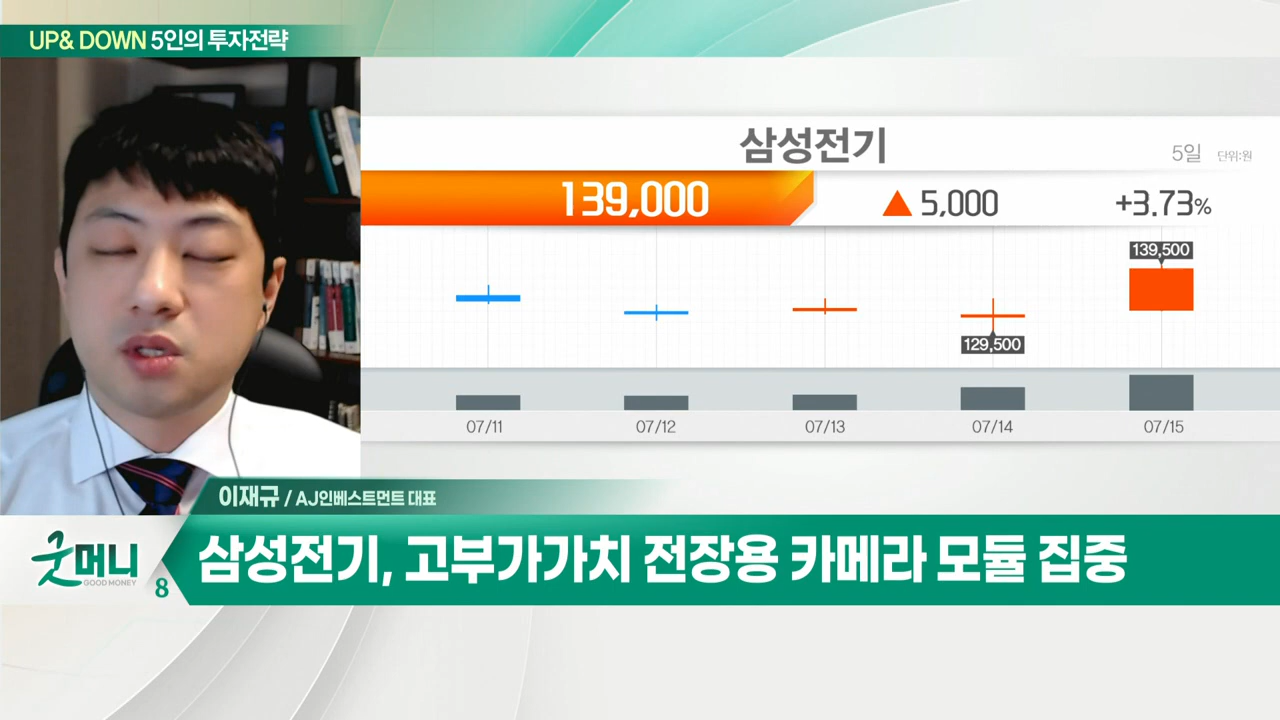 UP& DOWN 5인의 투자전략
삼성전기
5일 단위:원
139,000 ▲ 5,000 +3.73%
139,500
129,500
07/11 07/12 07/13 07/14 07/15
이재규 / AJ인베스트먼트 대표
굿머니
GOOD MONEY
8
삼성전기, 고부가가치 전장용 카메라 모듈 집중